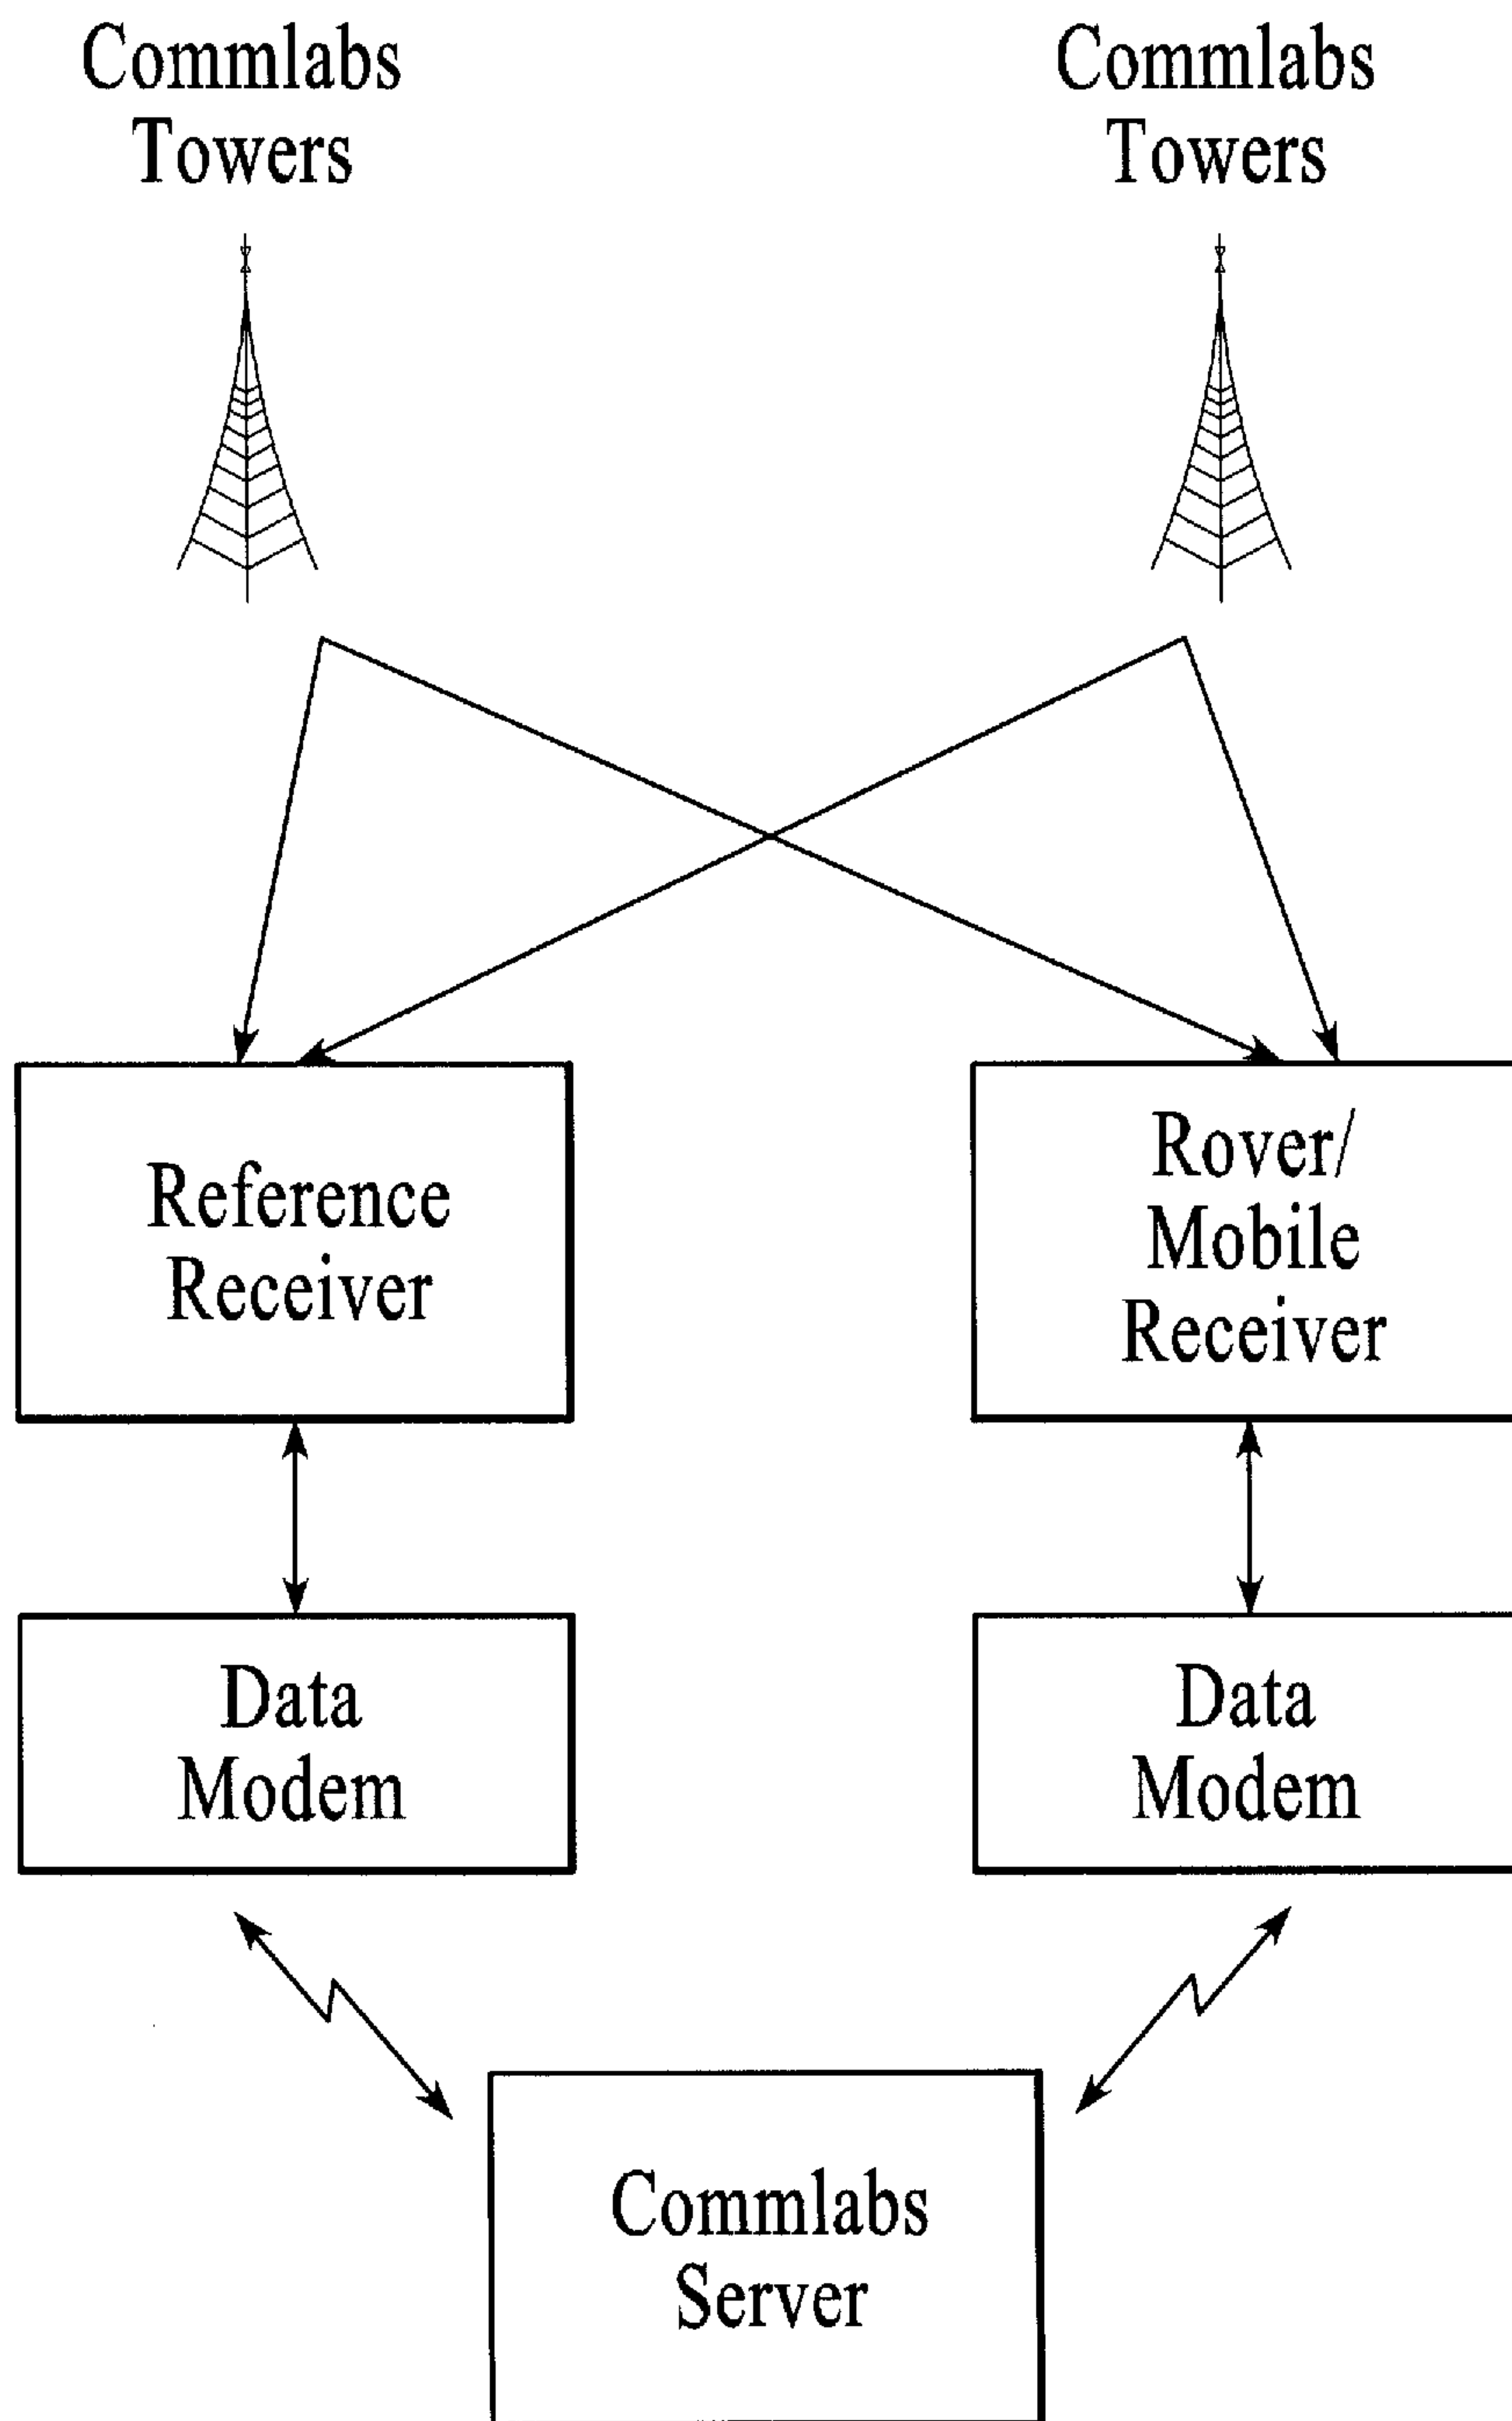 Commlabs
Towers
Commlabs
Towers
Reference
Receiver
Rover/
Mobile
Receiver
Data
Modem
Data
Modem
Commlabs
Server